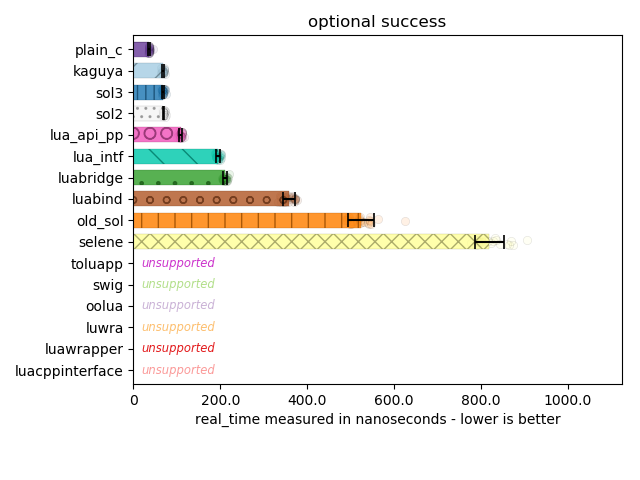 optional success
plain_c
kaguya
sol3
sol2
lua_api_pp
lua_intf
luabridge
luabind
old_sol
selene
toluapp unsupported
swig unsupported
oolua unsupported
luwra unsupported
luawrapper unsupported
luacppinterface unsupported
0 200.0 400.0 600.0 800.0 1000.0
real_time measured in nanoseconds - lower is better